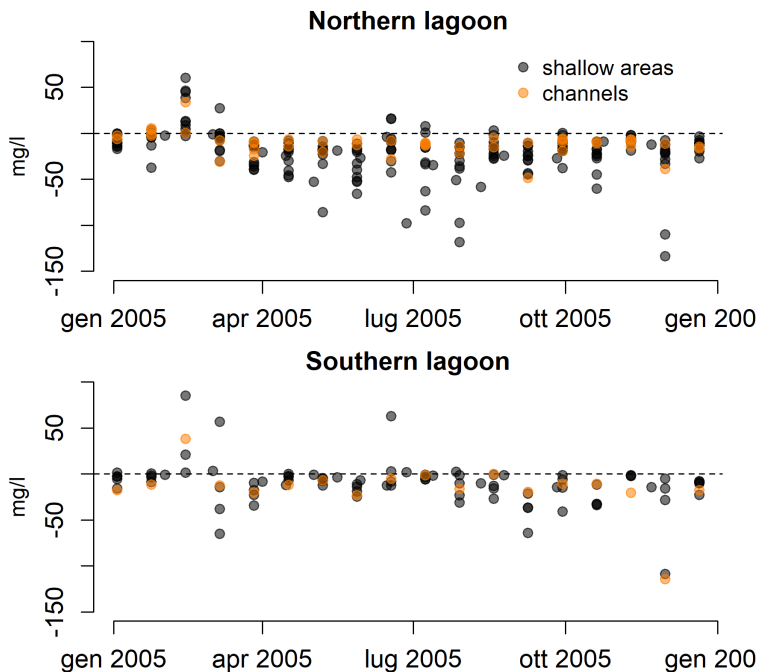 Northern lagoon
shallow areas
channels
mg/l
50
-50
-150
gen 2005 apr 2005 lug 2005 ott 2005 gen 200
Southern lagoon
mg/l
50
-50
-150
gen 2005 apr 2005 lug 2005 ott 2005 gen 200